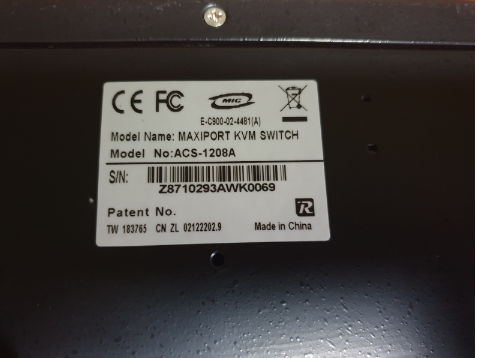 CE FC MIC
E-C900-02-4481(A)
Model Name: MAXIPORT KVM SWITCH
Model No:ACS-1208A
S/N:
Z8710293AWK0069
Patent No.
TW 183765 CN ZL 02122202.9
Made in China